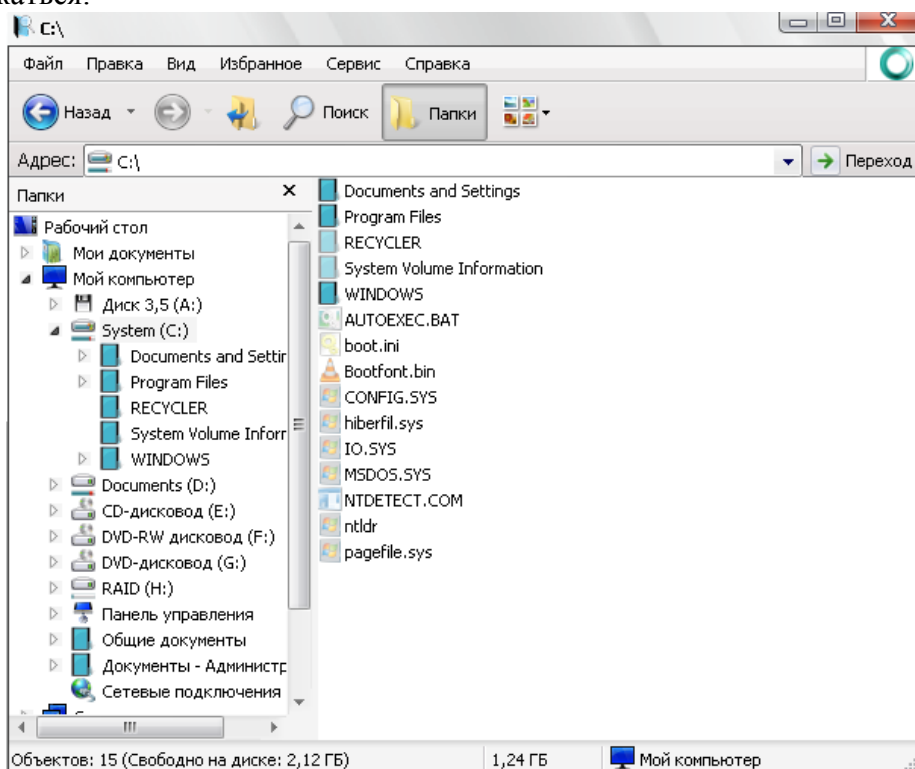 C:\
Файл Правка Вид Избранное Сервис Справка
Назад Поиск Папки
Адрес: C:\ Переход
Папки
Рабочий стол
Мои документы
Мой компьютер
Диск 3,5 (A:)
System (C:)
Documents and Settir
Program Files
RECYCLER
System Volume Inforr
WINDOWS
Documents (D:)
CD-дисковод (E:)
DVD-RW дисковод (F:)
DVD-дисковод (G:)
RAID (H:)
Панель управления
Общие документы
Документы - Администр
Сетевые подключения
Documents and Settings
Program Files
RECYCLER
System Volume Information
WINDOWS
AUTOEXEC.BAT
boot.ini
Bootfont.bin
CONFIG.SYS
hiberfil.sys
IO.SYS
MSDOS.SYS
NTDETECT.COM
ntldr
pagefile.sys
Объектов: 15 (Свободно на диске: 2,12 ГБ) 1,24 ГБ Мой компьютер